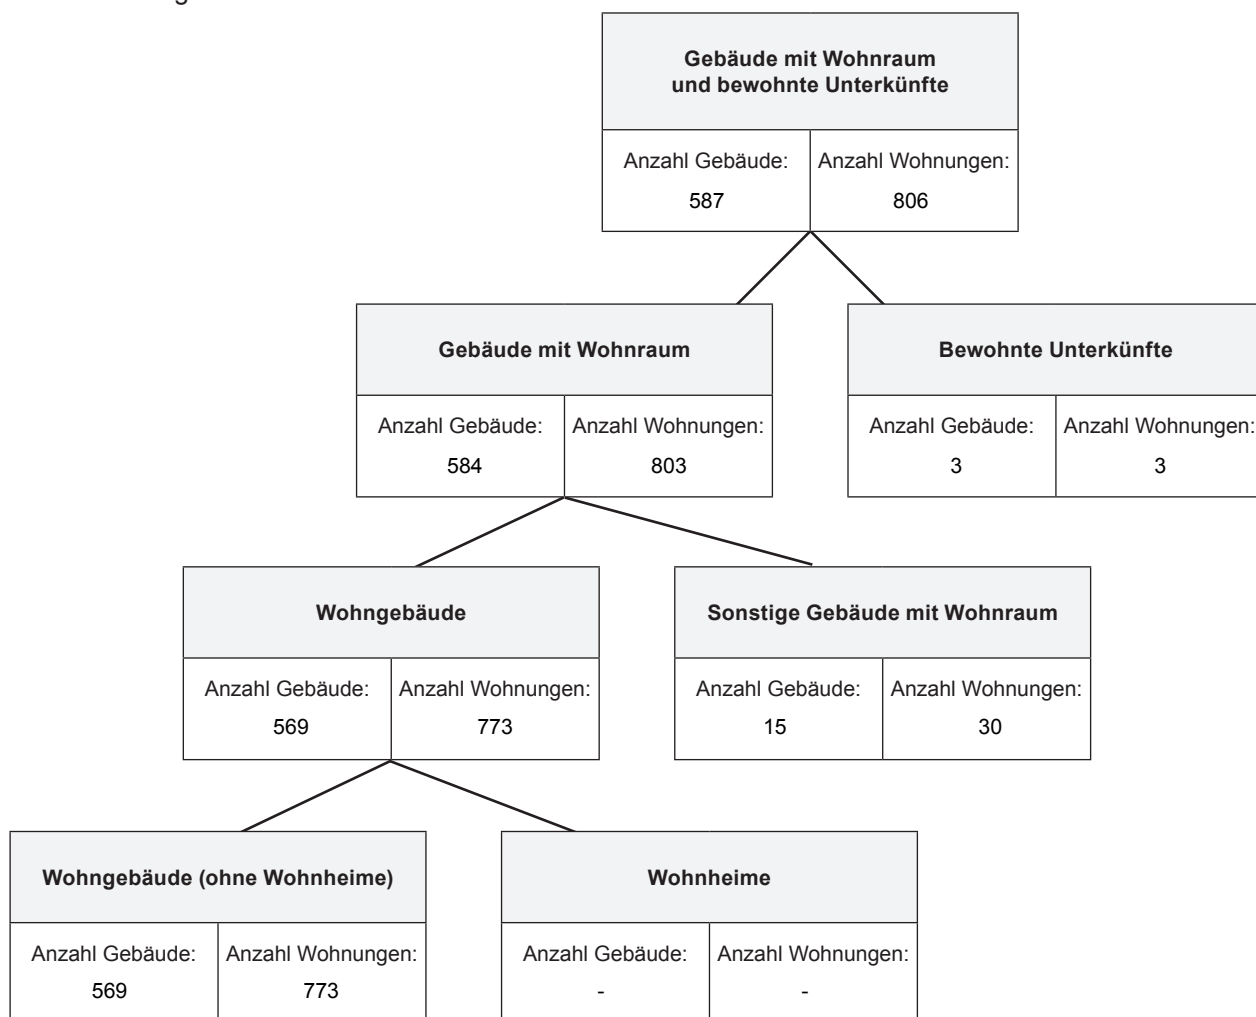 Gebäude mit Wohnraum
und bewohnte Unterkünfte
Anzahl Gebäude: Anzahl Wohnungen:
587 806
Gebäude mit Wohnraum Bewohnte Unterkünfte
Anzahl Gebäude: Anzahl Wohnungen: Anzahl Gebäude: Anzahl Wohnungen:
584 803 3 3
Wohngebäude Sonstige Gebäude mit Wohnraum
Anzahl Gebäude: Anzahl Wohnungen: Anzahl Gebäude: Anzahl Wohnungen:
569 773 15 30
Wohngebäude (ohne Wohnheime) Wohnheime
Anzahl Gebäude: Anzahl Wohnungen: Anzahl Gebäude: Anzahl Wohnungen:
569 773 - -